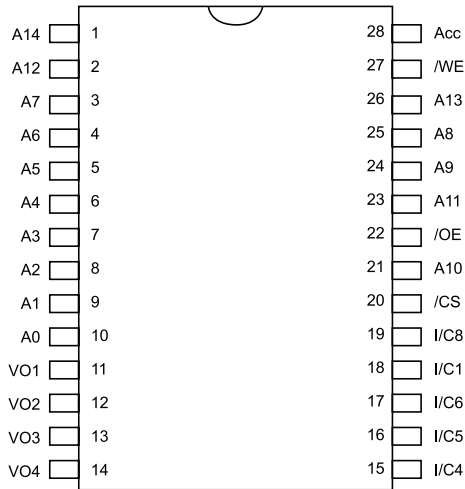 A14 1 28 Acc
A12 2 27 /WE
A7 3 26 A13
A6 4 25 A8
A5 5 24 A9
A4 6 23 A11
A3 7 22 /OE
A2 8 21 A10
A1 9 20 /CS
A0 10 19 I/C8
VO1 11 18 I/C1
VO2 12 17 I/C6
VO3 13 16 I/C5
VO4 14 15 I/C4